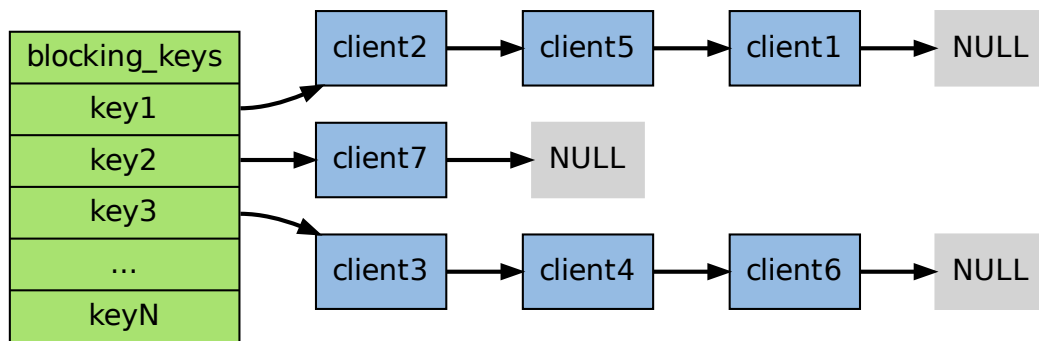 blocking_keys
key1
key2
key3
...
keyN
client2
client5
client1
NULL
client7
NULL
client3
client4
client6
NULL